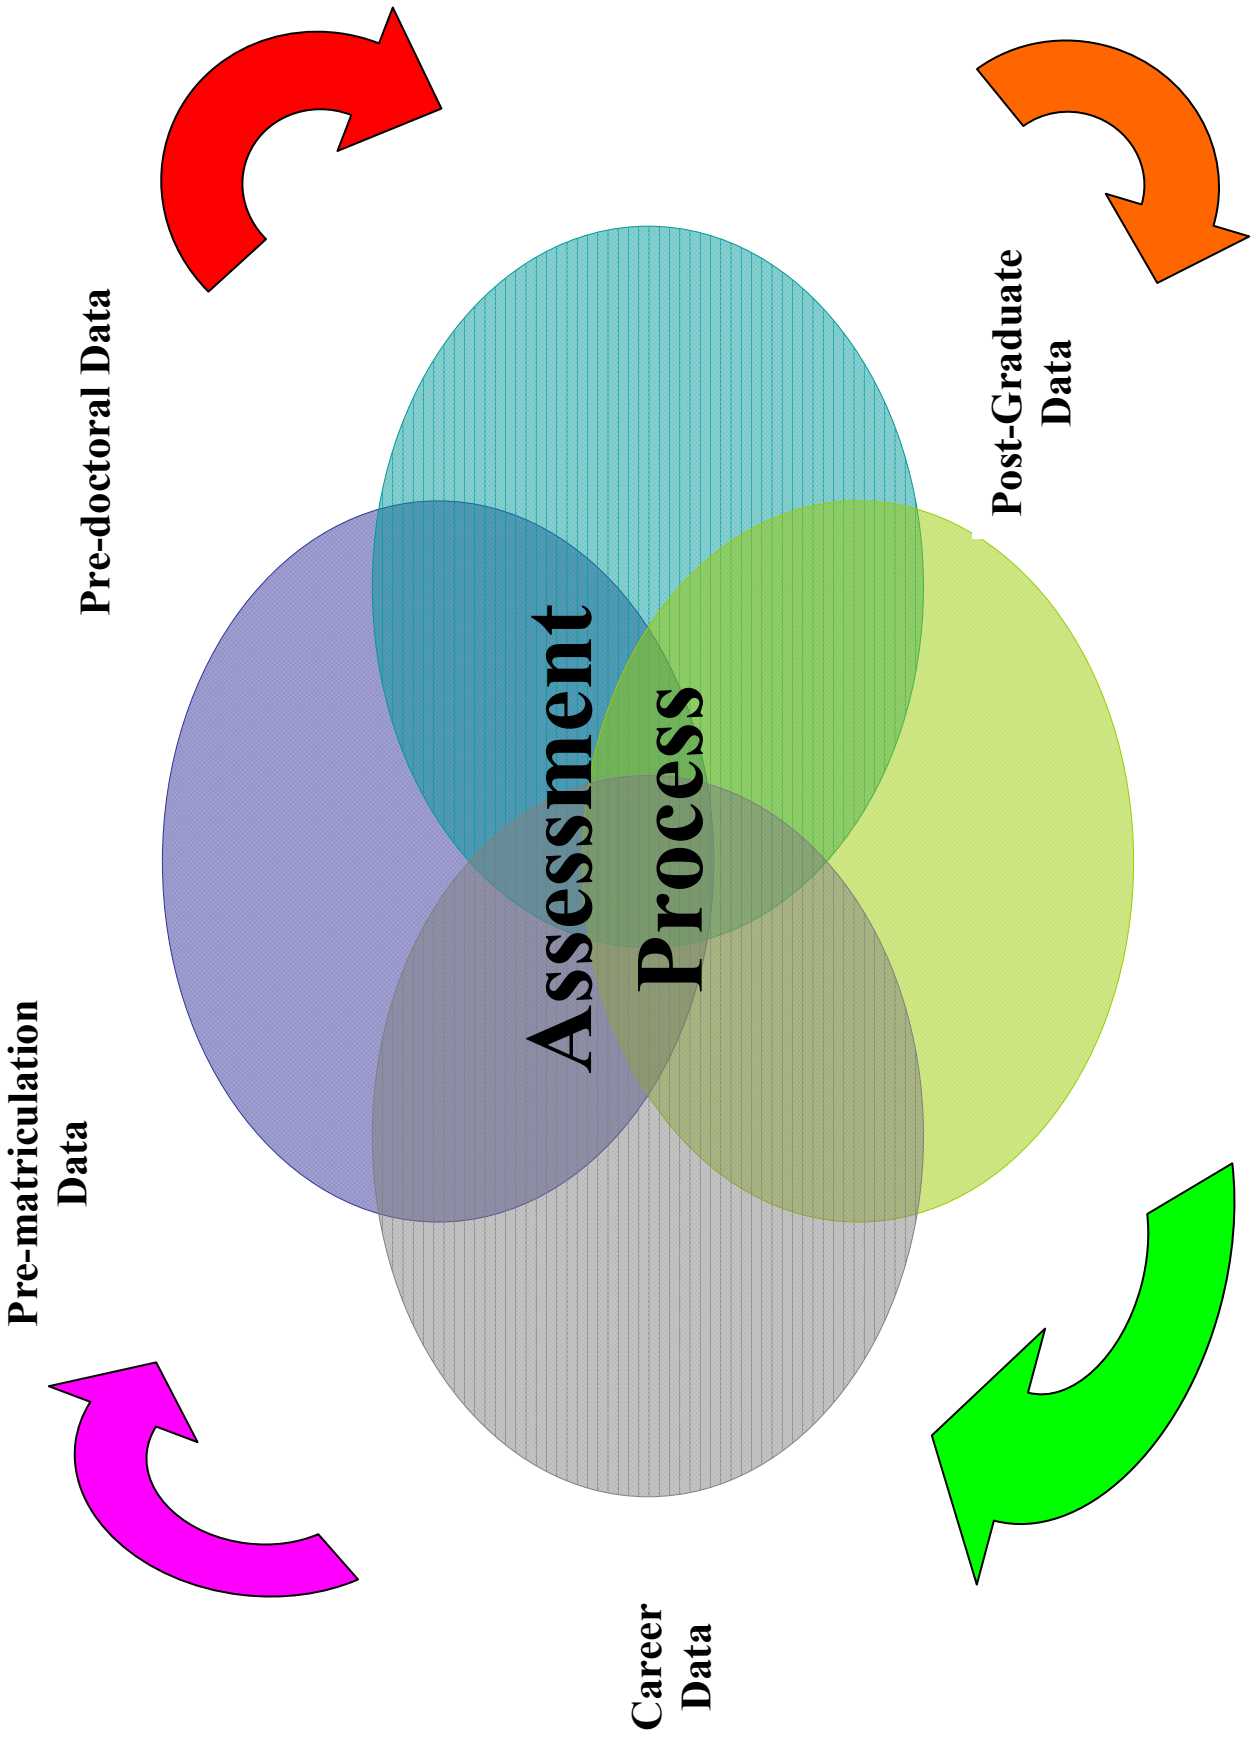 Pre-matriculation
Data
Pre-doctoral Data
Assessment
Process
Post-Graduate
Data
Career
Data